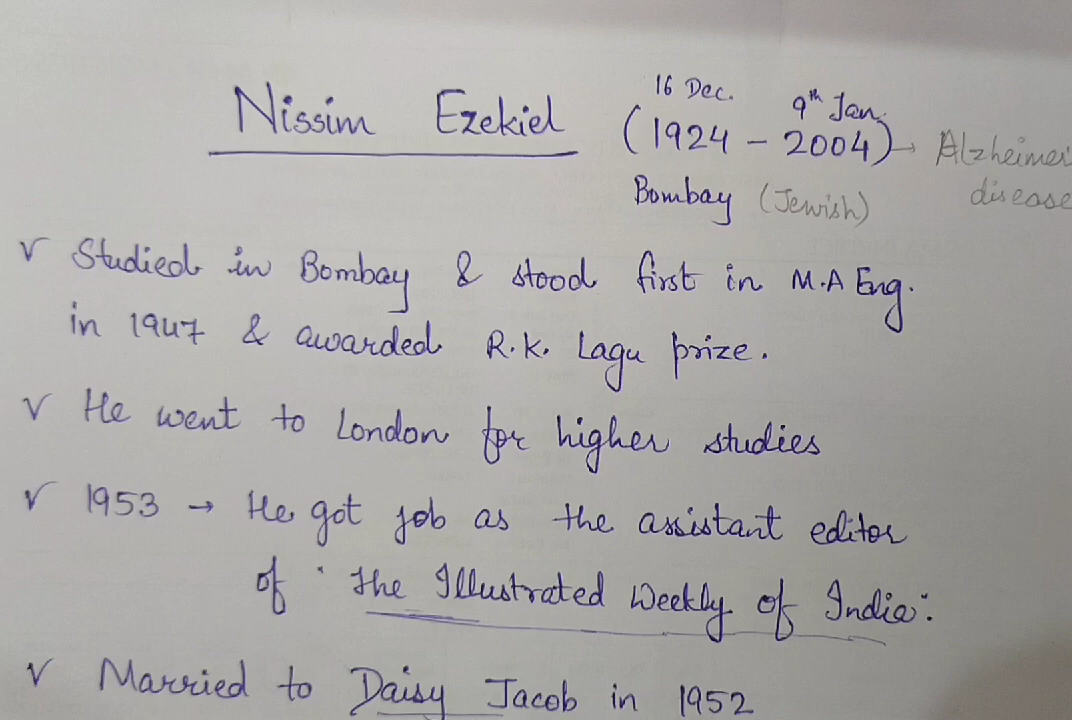 16 Dec. 9th Jan.
Nissim Ezekiel (1924 - 2004) → Alzheimer
Bombay (Jewish) disease
✓ Studied in Bombay & stood first in M.A Eng.
in 1947 & awarded R.K. Lagu prize.
✓ He went to London for higher studies
✓ 1953 → He got job as the assistant editor
of 'The Illustrated Weekly of India'.
✓ Married to Daisy Jacob in 1952